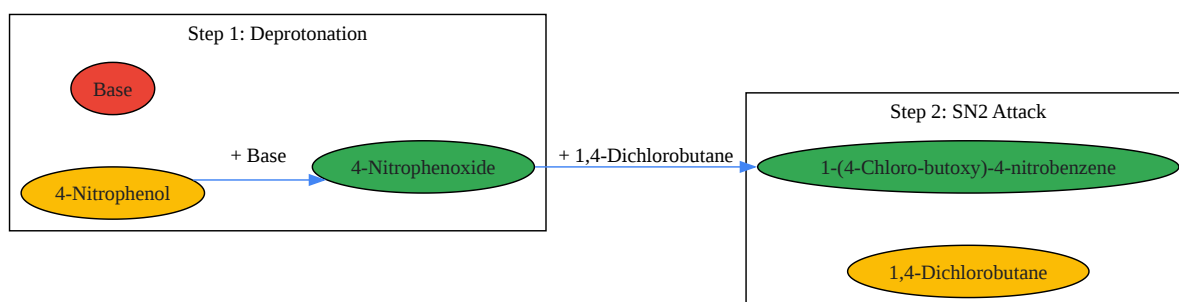 Step 1: Deprotonation
Base
+ Base
4-Nitrophenol
4-Nitrophenoxide
+ 1,4-Dichlorobutane
Step 2: SN2 Attack
1-(4-Chloro-butoxy)-4-nitrobenzene
1,4-Dichlorobutane